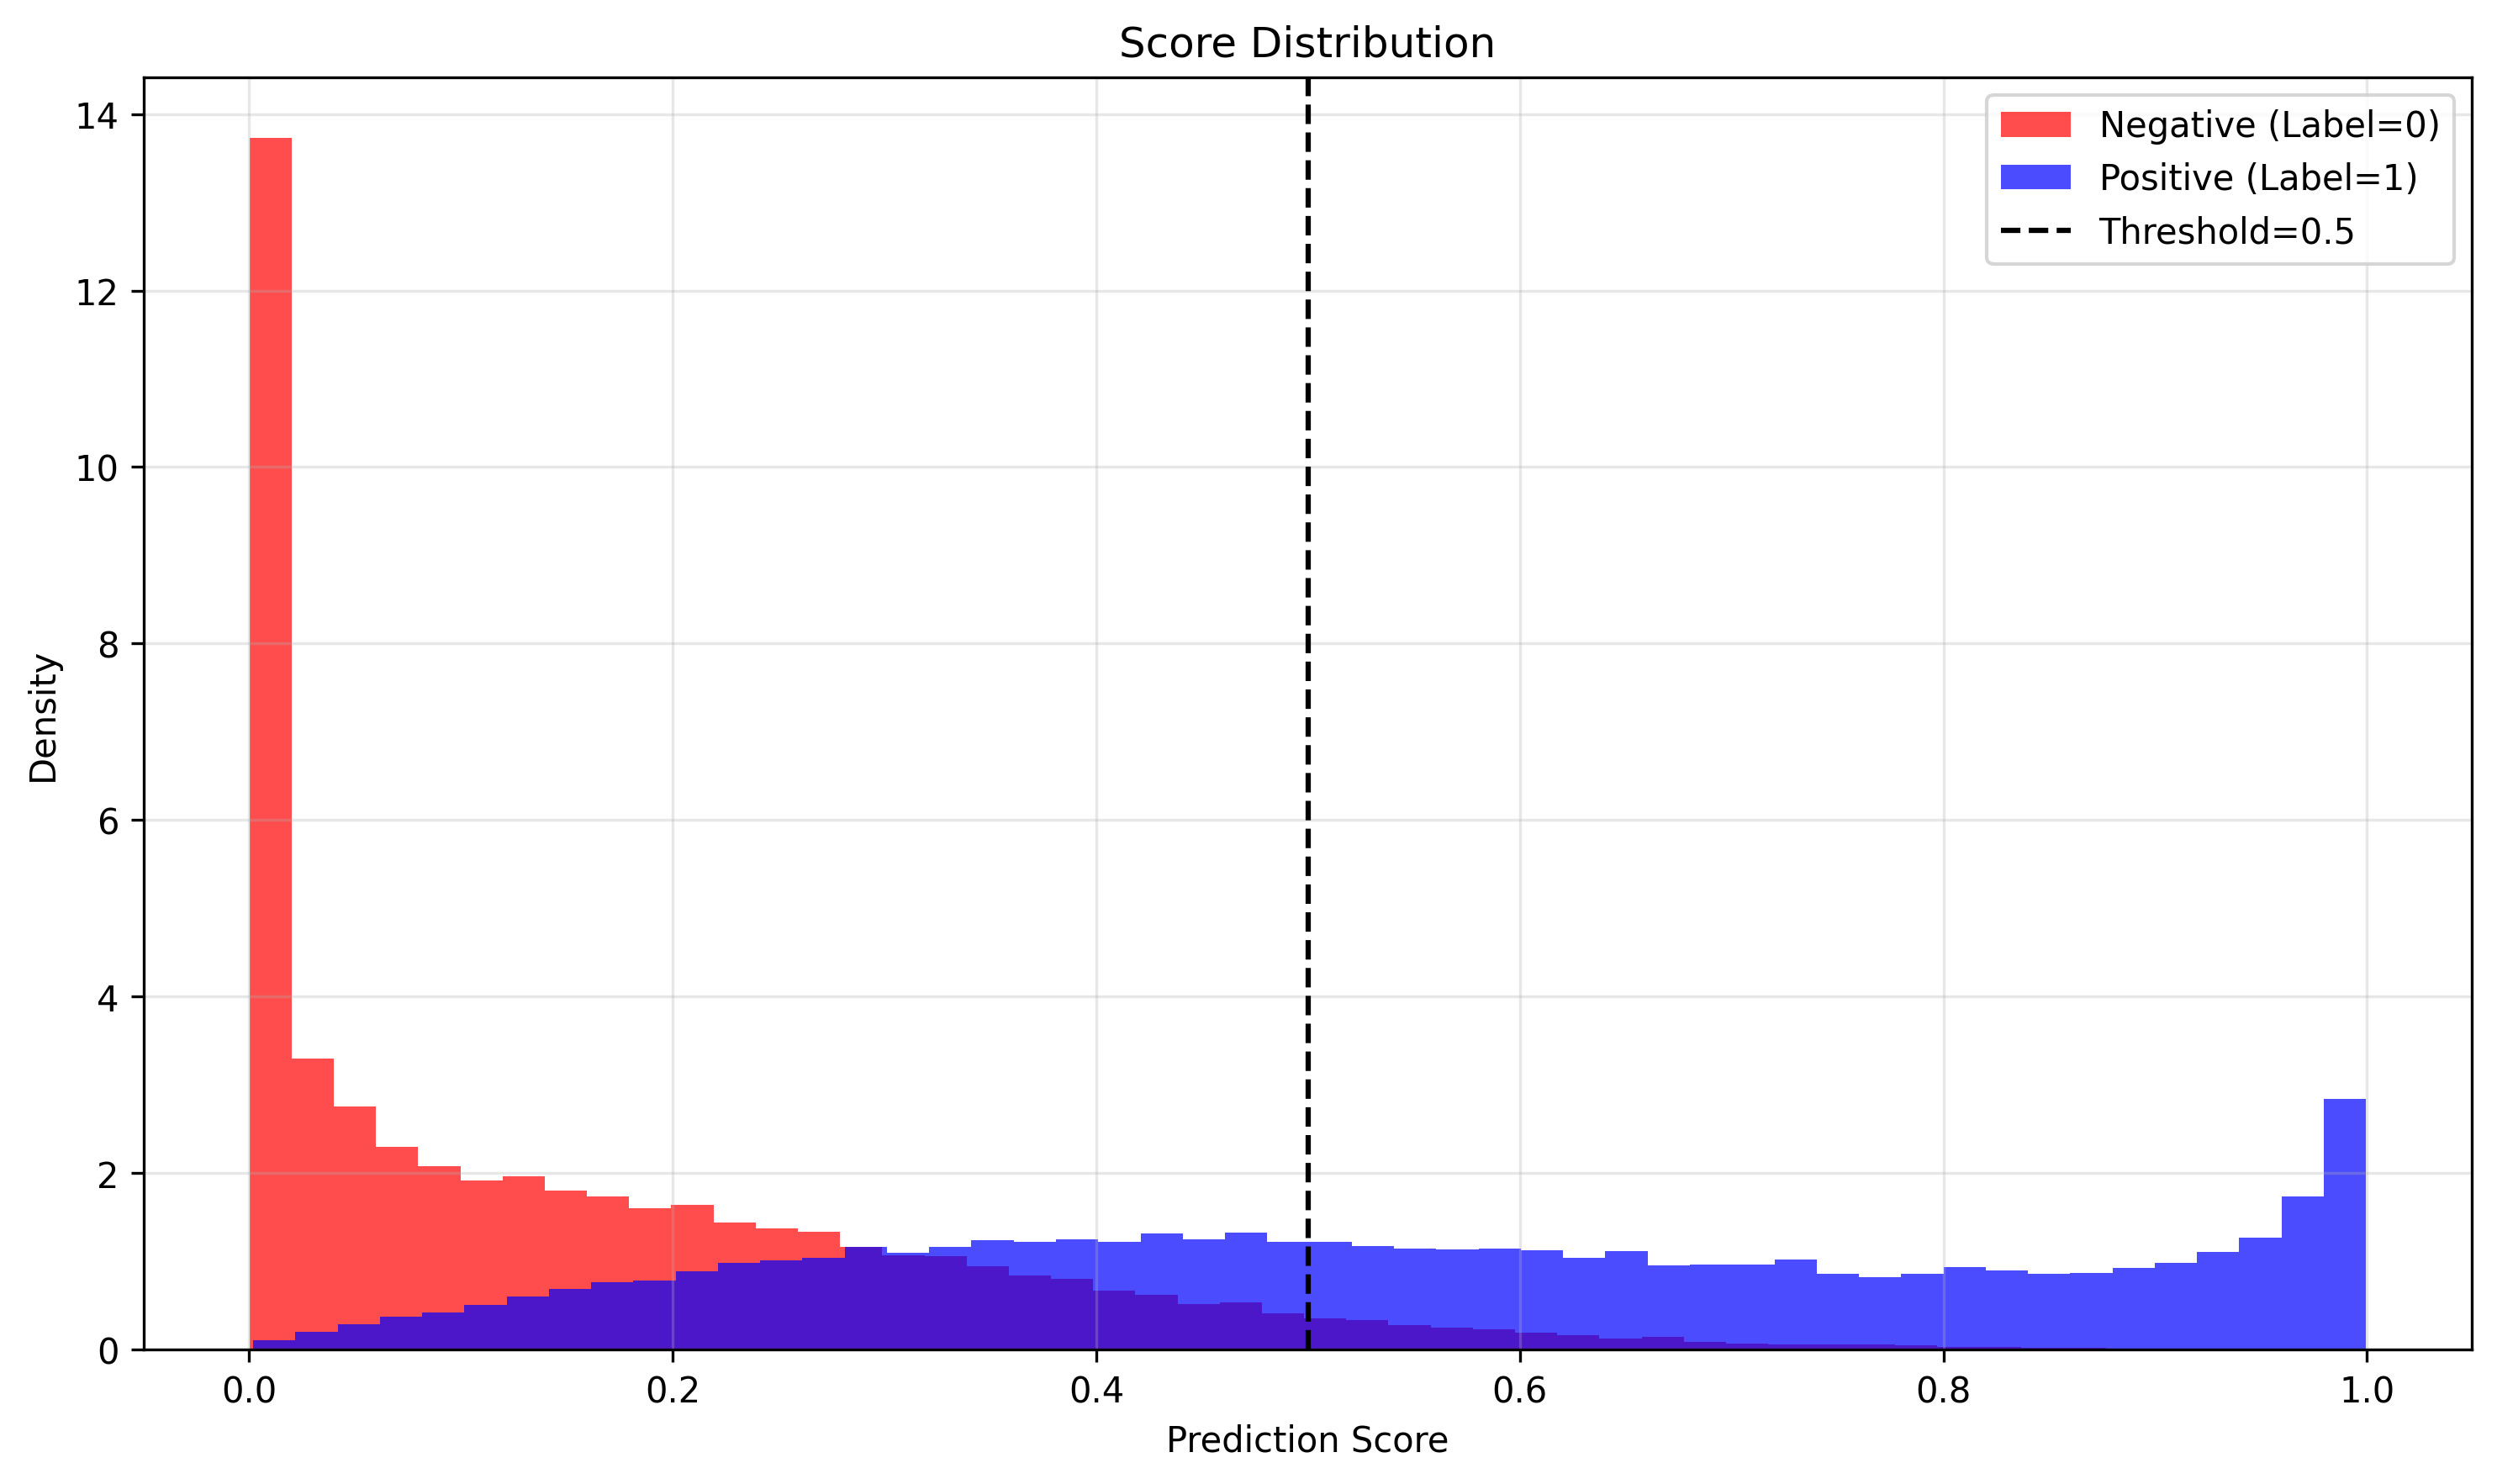 Score Distribution
Negative (Label=0)
Positive (Label=1)
Threshold=0.5
14
12
10
8
6
4
2
0
Density
0.0 0.2 0.4 0.6 0.8 1.0
Prediction Score